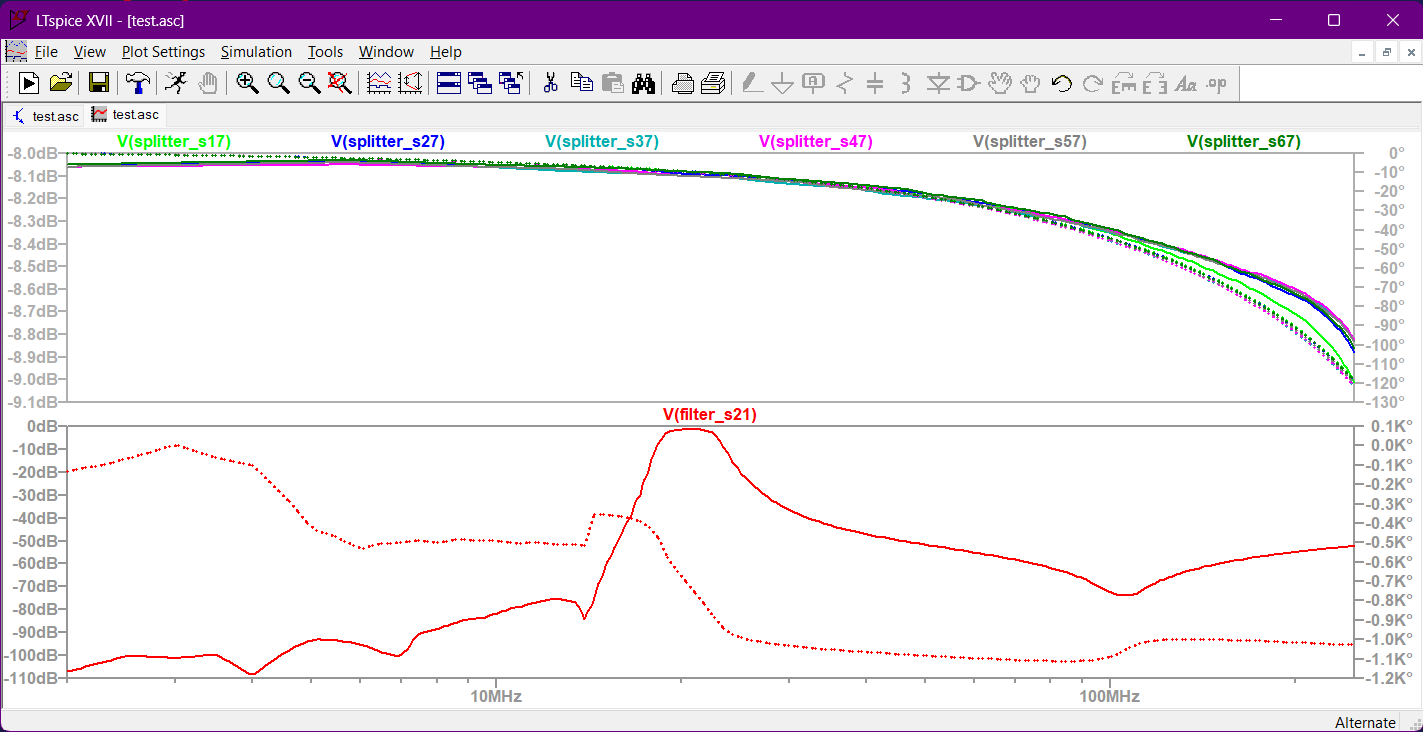 LTspice XVII - [test.asc]
File View Plot Settings Simulation Tools Window Help
Aa .op
test.asc test.asc
V(splitter_s17) V(splitter_s27) V(splitter_s37) V(splitter_s47) V(splitter_s57) V(splitter_s67)
-8.0dB 0°
-8.1dB -10°
-8.2dB -20°
-8.3dB -30°
-8.4dB -40°
-8.5dB -50°
-8.6dB -60°
-8.7dB -70°
-8.8dB -80°
-8.9dB -90°
-9.0dB -100°
-9.1dB -110°
-120°
-130°
V(filter_s21)
0dB 0.1K°
-10dB 0.0K°
-20dB -0.1K°
-30dB -0.2K°
-40dB -0.3K°
-50dB -0.4K°
-60dB -0.5K°
-70dB -0.6K°
-80dB -0.7K°
-90dB -0.8K°
-100dB -0.9K°
-110dB -1.0K°
-1.1K°
-1.2K°
10MHz 100MHz
Alternate